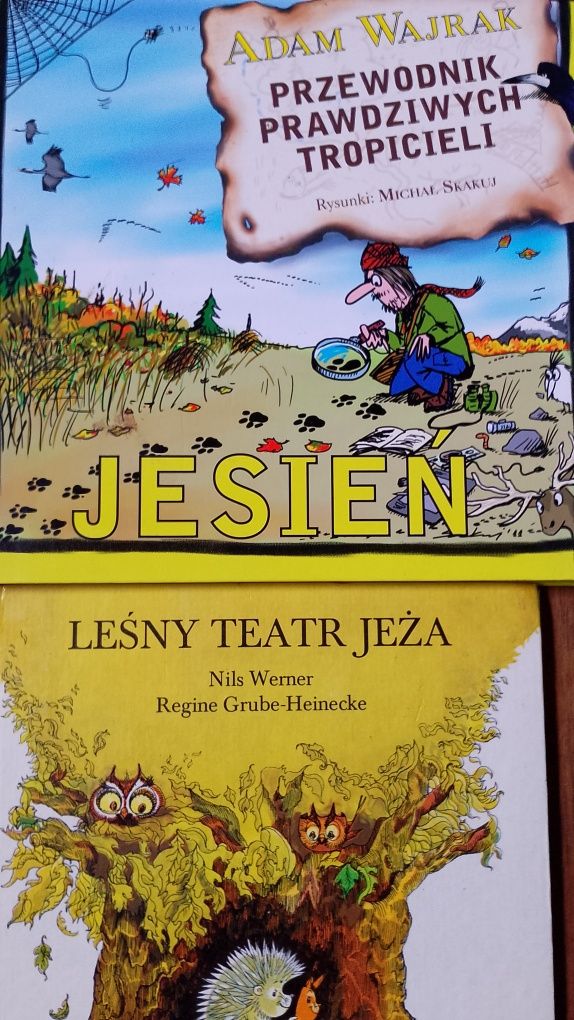 ADAM WAJRAK
PRZEWODNIK
PRAWDZIWYCH
TROPICIELI
Rysunki: MICHAŁ SKAKUJ
JESIEŃ
LEŚNY TEATR JEŻA
Nils Werner
Regine Grube-Heinecke